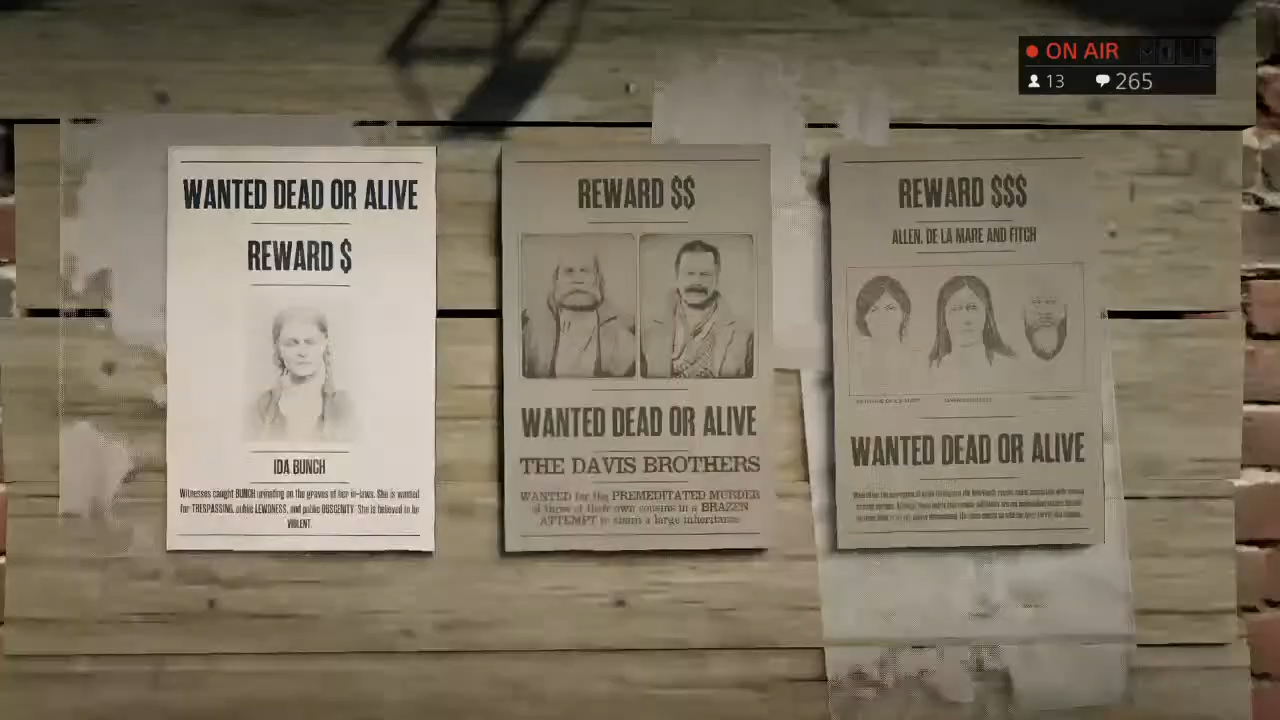 ON AIR
13 265
WANTED DEAD OR ALIVE
REWARD $
IDA BUNCH
Witnesses caught BUNCH urinating on the graves of her in-laws. She is wanted
for TRESPASSING, public LEWDNESS, and public OBSCENITY. She is believed to be
VIOLENT.
REWARD $$
WANTED DEAD OR ALIVE
THE DAVIS BROTHERS
WANTED for the PREMEDITATED MURDER
of three of their own cousins in a BRAZEN
ATTEMPT to claim a large inheritance
REWARD $$$
ALLEN, DE LA MARE AND FITCH
WANTED DEAD OR ALIVE